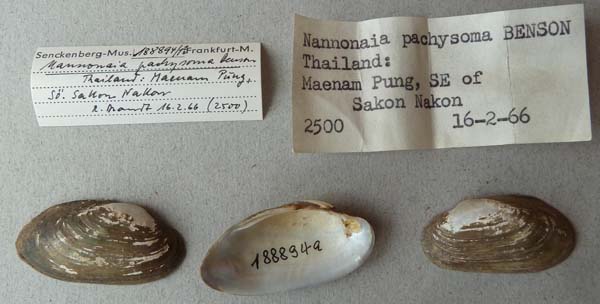 Senckenberg-Mus. 188894/ Frankfurt-M.
Nannonaia pachysoma Benson
Thailand: Maenam Pung,
SÖ. Sakon Nakon
R. Brandt 16.2.66 (2500)
Nannonaia pachysoma BENSON
Thailand:
Maenam Pung, SE of
Sakon Nakon
2500 16-2-66
188894a